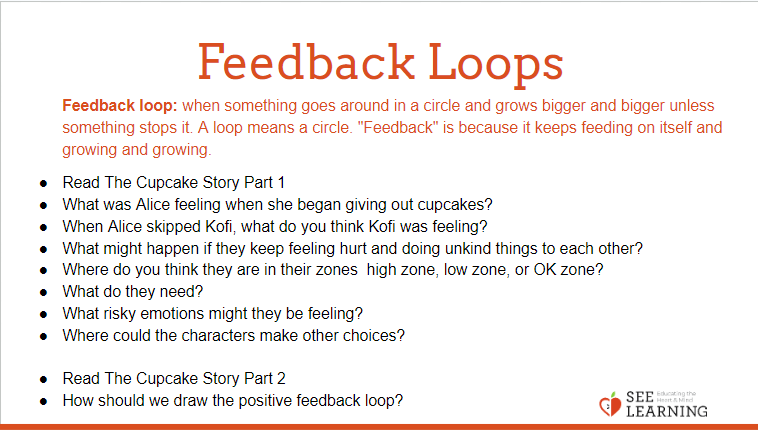 Feedback Loops
Feedback loop: when something goes around in a circle and grows bigger and bigger unless
something stops it. A loop means a circle. "Feedback" is because it keeps feeding on itself and
growing and growing.
● Read The Cupcake Story Part 1
● What was Alice feeling when she began giving out cupcakes?
● When Alice skipped Kofi, what do you think Kofi was feeling?
● What might happen if they keep feeling hurt and doing unkind things to each other?
● Where do you think they are in their zones  high zone, low zone, or OK zone?
● What do they need?
● What risky emotions might they be feeling?
● Where could the characters make other choices?
● Read The Cupcake Story Part 2
● How should we draw the positive feedback loop?
SEE Educating the
Heart & Mind
LEARNING